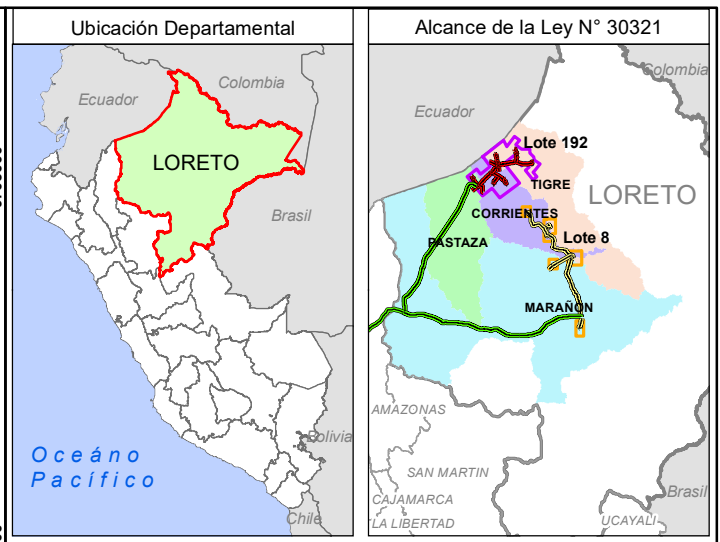 Ubicación Departamental
Colombia
Ecuador
LORETO
Brasil
Bolivia
Océano
Pacífico
Chile
Alcance de la Ley N° 30321
Colombia
Ecuador
Lote 192
TIGRE
LORETO
CORRIENTES
Lote 8
PASTAZA
MARAÑON
AMAZONAS
SAN MARTIN
CAJAMARCA
LA LIBERTAD
Brasil
UCAYALI